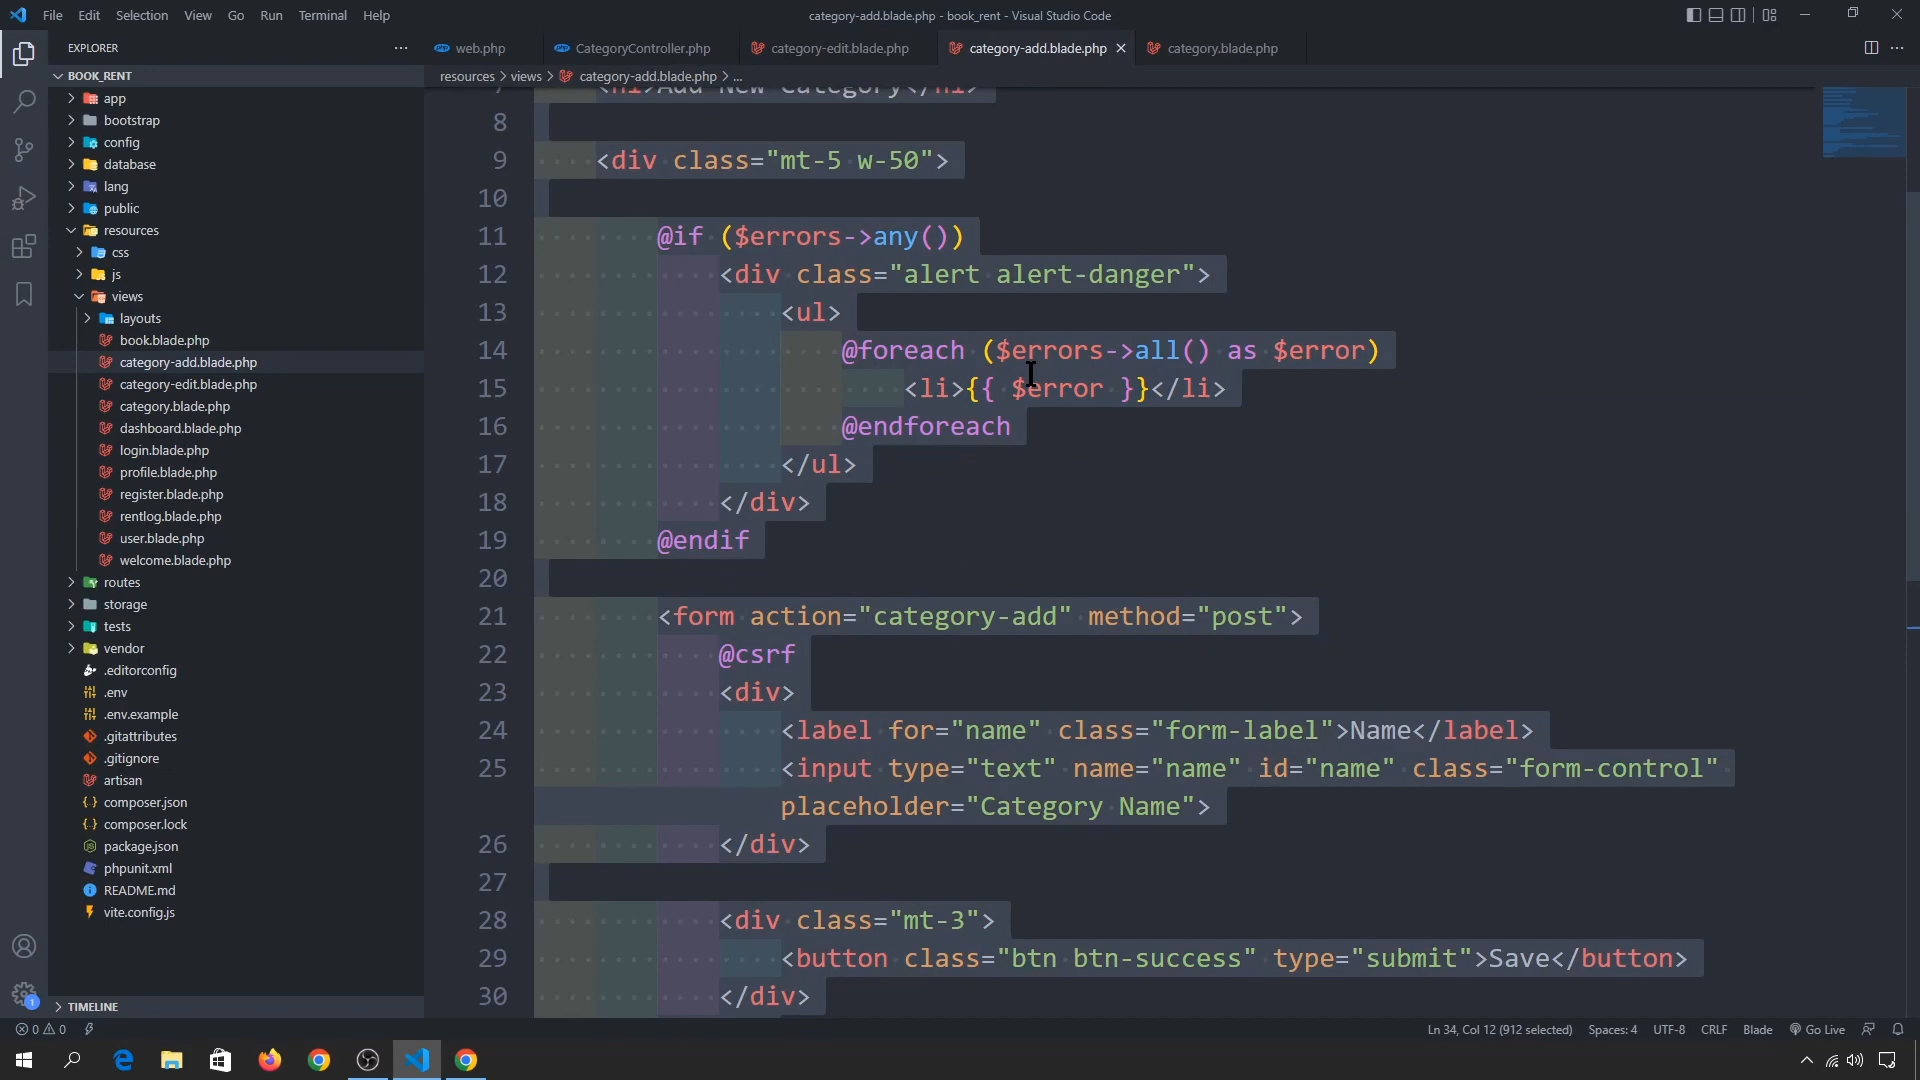 File Edit Selection View Go Run Terminal Help
category-add.blade.php - book_rent - Visual Studio Code
EXPLORER
web.php
CategoryController.php
category-edit.blade.php
category-add.blade.php
category.blade.php
BOOK_RENT
resources > views > category-add.blade.php > ...
app
bootstrap
config
database
lang
public
resources
css
js
views
layouts
book.blade.php
category-add.blade.php
category-edit.blade.php
category.blade.php
dashboard.blade.php
login.blade.php
profile.blade.php
register.blade.php
rentlog.blade.php
user.blade.php
welcome.blade.php
routes
storage
tests
vendor
.editorconfig
.env
.env.example
.gitattributes
.gitignore
artisan
composer.json
composer.lock
package.json
phpunit.xml
README.md
vite.config.js
TIMELINE
7 <h1>Add New Category</h1>
8
9 <div class="mt-5 w-50">
10
11 @if ($errors->any())
12 <div class="alert alert-danger">
13 <ul>
14 @foreach ($errors->all() as $error)
15 <li>{{ $error }}</li>
16 @endforeach
17 </ul>
18 </div>
19 @endif
20
21 <form action="category-add" method="post">
22 @csrf
23 <div>
24 <label for="name" class="form-label">Name</label>
25 <input type="text" name="name" id="name" class="form-control"
placeholder="Category Name">
26 </div>
27
28 <div class="mt-3">
29 <button class="btn btn-success" type="submit">Save</button>
30 </div>
1
0 0
Ln 34, Col 12 (912 selected) Spaces: 4 UTF-8 CRLF Blade Go Live